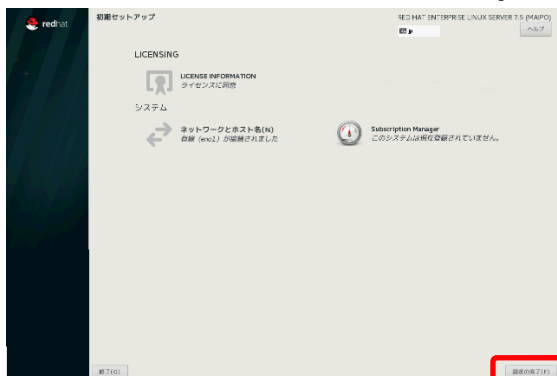 redhat
初期セットアップ
RED HAT ENTERPRISE LINUX SERVER 7.5 (MAIPO)
jp
ヘルプ
LICENSING
LICENSE INFORMATION
ライセンスに同意
システム
ネットワークとホスト名(N)
有線 (eno1) が接続されました
Subscription Manager
このシステムは現在登録されていません。
終了(Q)
設定の完了(F)